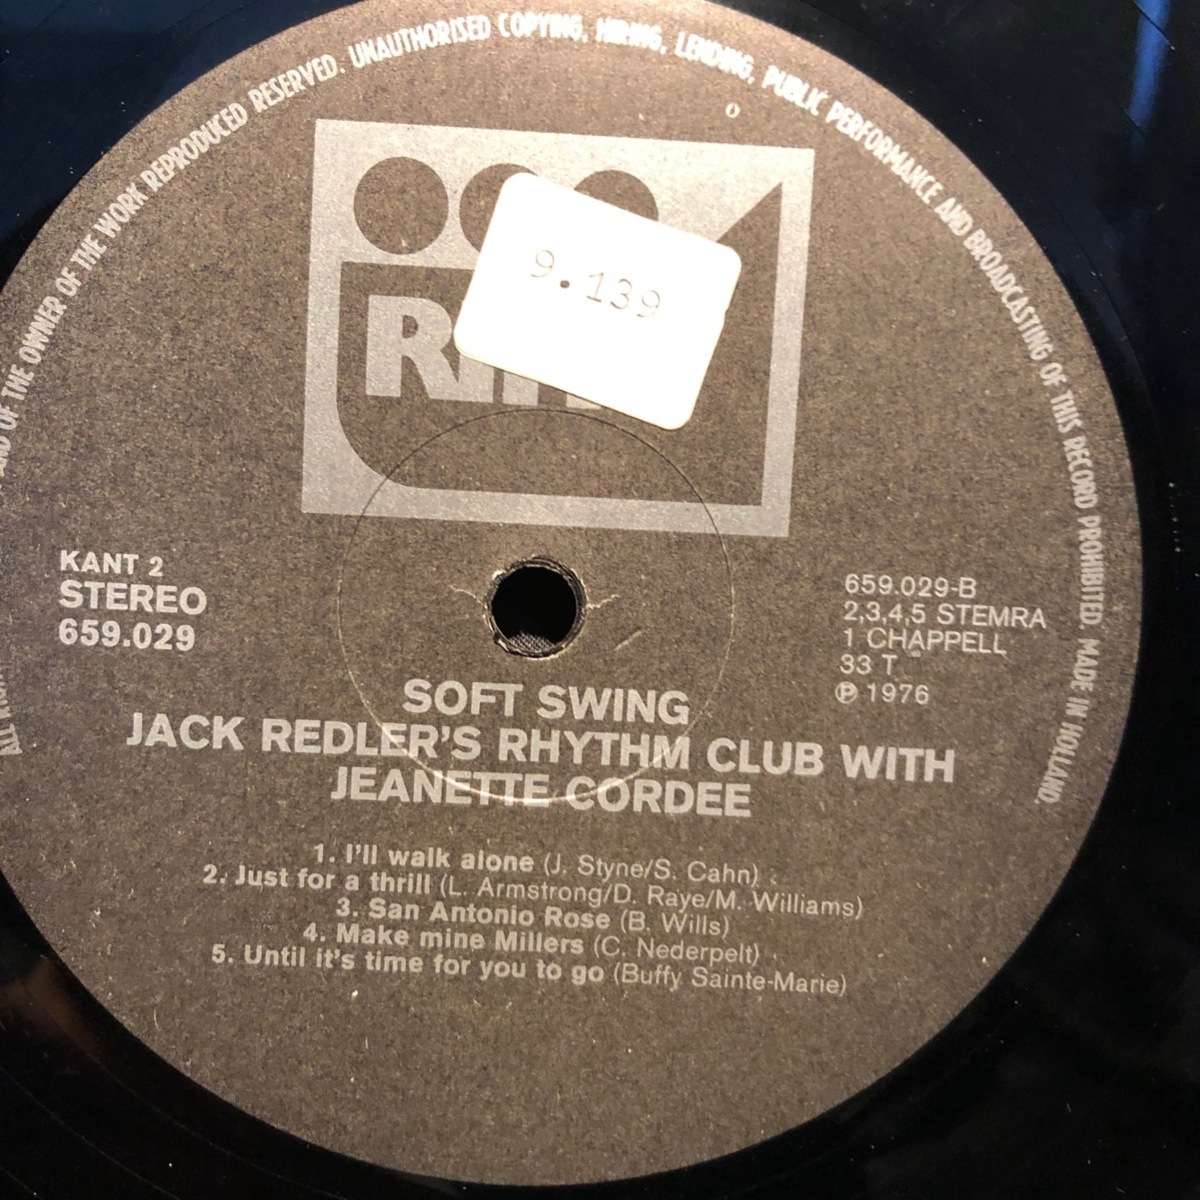 AND OF THE OWNER OF THE WORK REPRODUCED RESERVED. UNAUTHORISED COPYING, HIRING, LENDING, PUBLIC PERFORMANCE AND BROADCASTING OF THIS RECORD PROHIBITED. MADE IN HOLLAND.
ALL
9.139
KANT 2
STEREO
659.029
659.029-B
2,3,4,5 STEMRA
1 CHAPPELL
33 T
℗ 1976
SOFT SWING
JACK REDLER'S RHYTHM CLUB WITH
JEANETTE CORDEE
1. I'll walk alone (J. Styne/S. Cahn)
2. Just for a thrill (L. Armstrong/D. Raye/M. Williams)
3. San Antonio Rose (B. Wills)
4. Make mine Millers (C. Nederpelt)
5. Until it's time for you to go (Buffy Sainte-Marie)